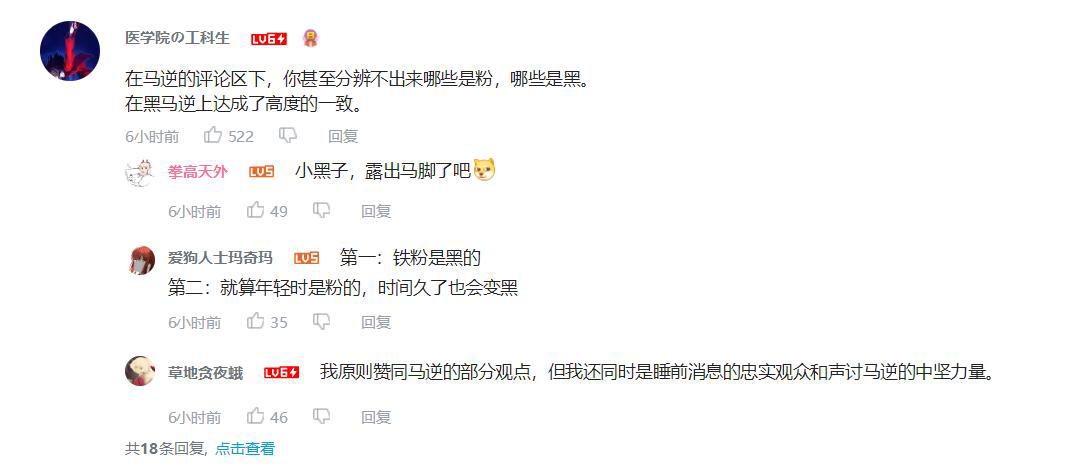 医学院の工科生 LV6
在马逆的评论区下，你甚至分辨不出来哪些是粉，哪些是黑。
在黑马逆上达成了高度的一致。
6小时前 522 回复
拳高天外 LV5 小黑子，露出马脚了吧
6小时前 49 回复
爱狗人士玛奇玛 LV5 第一：铁粉是黑的
第二：就算年轻时是粉的，时间久了也会变黑
6小时前 35 回复
草地贪夜蛾 LV6 我原则赞同马逆的部分观点，但我还同时是睡前消息的忠实观众和声讨马逆的中坚力量。
6小时前 46 回复
共18条回复, 点击查看